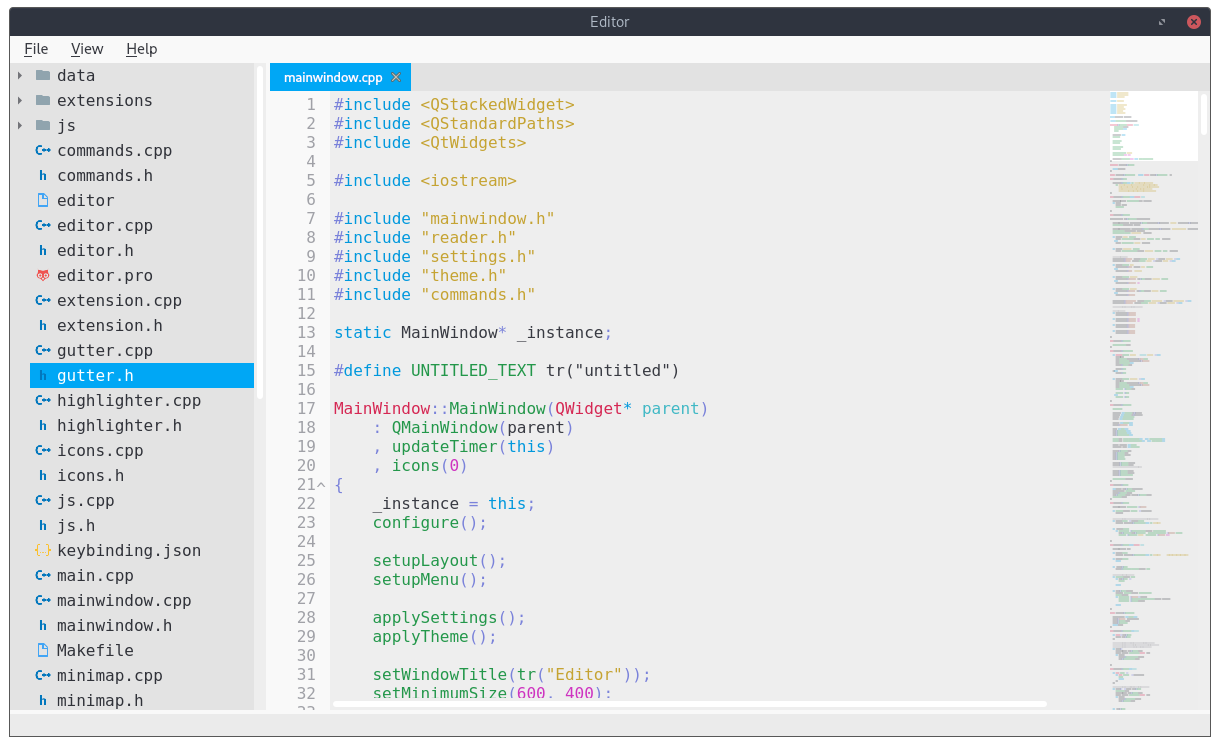 Editor
File View Help
data
extensions
js
commands.cpp
commands.h
editor
editor.cpp
editor.h
editor.pro
extension.cpp
extension.h
gutter.cpp
gutter.h
highlighter.cpp
highlighter.h
icons.cpp
icons.h
js.cpp
js.h
keybinding.json
main.cpp
mainwindow.cpp
mainwindow.h
Makefile
minimap.cpp
minimap.h
mainwindow.cpp
1 #include <QStackedWidget>
2 #include <QStandardPaths>
3 #include <QtWidgets>
4
5 #include <iostream>
6
7 #include "mainwindow.h"
8 #include "reader.h"
9 #include "settings.h"
10 #include "theme.h"
11 #include "commands.h"
12
13 static MainWindow* _instance;
14
15 #define UNTITLED_TEXT tr("untitled")
16
17 MainWindow::MainWindow(QWidget* parent)
18     : QMainWindow(parent)
19     , updateTimer(this)
20     , icons(0)
21 {
22     _instance = this;
23     configure();
24
25     setupLayout();
26     setupMenu();
27
28     applySettings();
29     applyTheme();
30
31     setWindowTitle(tr("Editor"));
32     setMinimumSize(600, 400);